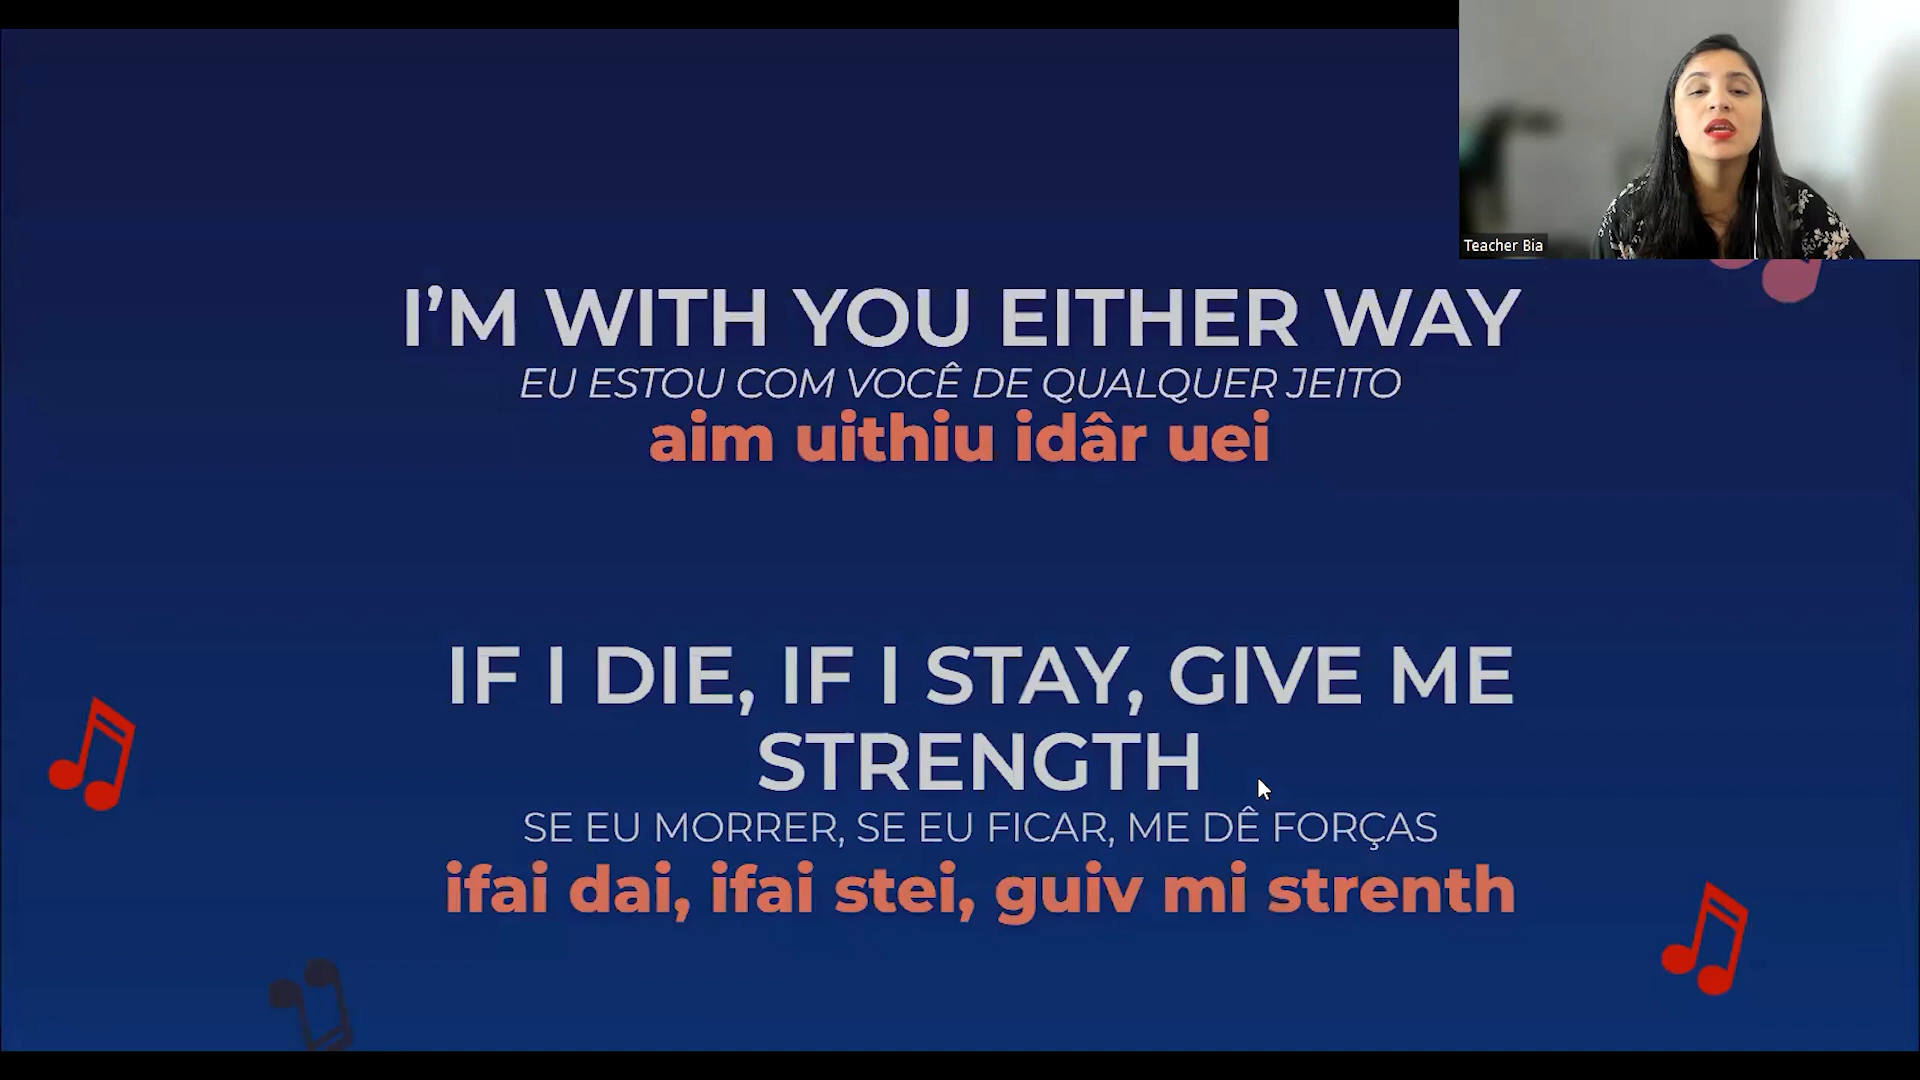 Teacher Bia
I'M WITH YOU EITHER WAY
EU ESTOU COM VOCÊ DE QUALQUER JEITO
aim uithiu idâr uei
IF I DIE, IF I STAY, GIVE ME
STRENGTH
SE EU MORRER, SE EU FICAR, ME DÊ FORÇAS
ifai dai, ifai stei, guiv mi strenth